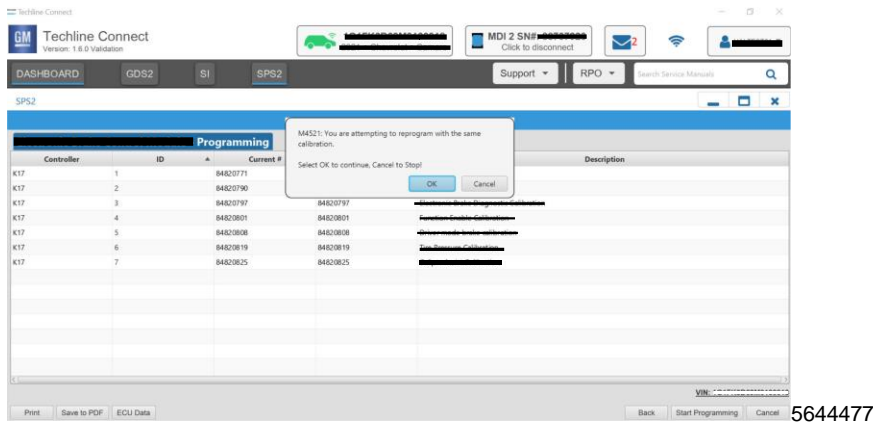 Techline Connect
GM
Techline Connect
Version: 1.6.0 Validation
MDI 2 SN#:
Click to disconnect
2
DASHBOARD GDS2 SI SPS2 Support RPO Search Service Manuals
SPS2
Programming
M4521: You are attempting to reprogram with the same
calibration.
Select OK to continue, Cancel to Stop!
OK Cancel
Controller ID Current # Description
K17 1 84820771
K17 2 84820790
K17 3 84820797 84820797 Electronic Brake Diagnostic Calibration
K17 4 84820801 84820801 Function Enable Calibration
K17 5 84820808 84820808 Driver mode brake calibration
K17 6 84820819 84820819 Tire Pressure Calibration
K17 7 84820825 84820825
VIN:
Print Save to PDF ECU Data Back Start Programming Cancel
5644477